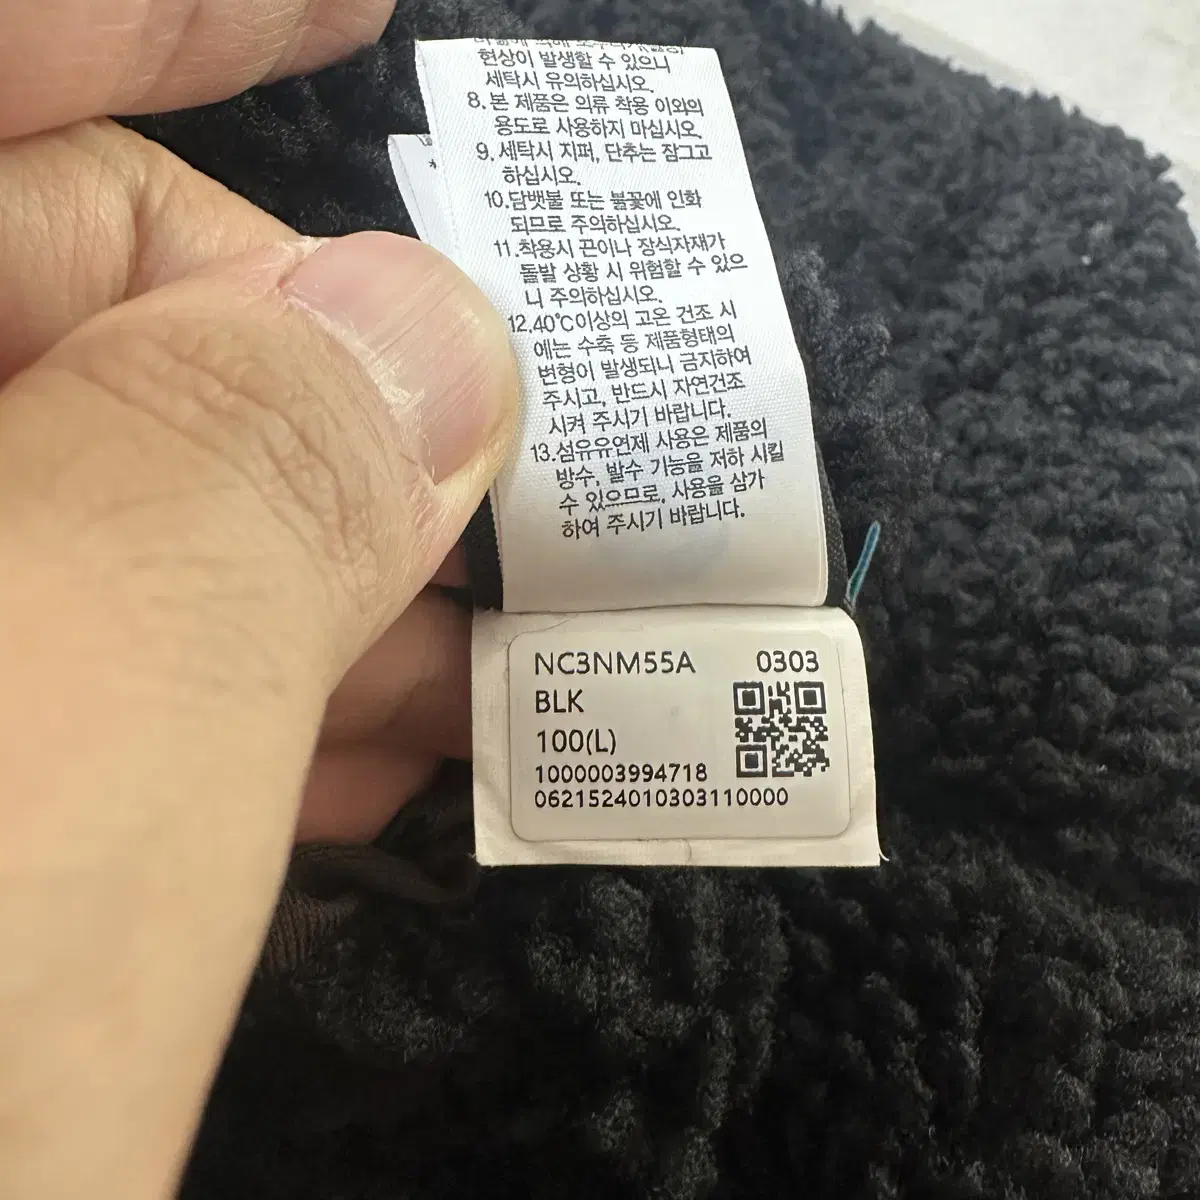 현상이 발생할 수 있으니
세탁시 유의하십시오.
8. 본 제품은 의류 착용 이외의
용도로 사용하지 마십시오.
9. 세탁시 지퍼, 단추는 잠그고
하십시오.
10.담뱃불 또는 불꽃에 인화
되므로 주의하십시오.
11.착용시 끈이나 장식자재가
돌발 상황 시 위험할 수 있으
니 주의하십시오.
12.40℃이상의 고온 건조 시
에는 수축 등 제품형태의
변형이 발생되니 금지하여
주시고, 반드시 자연건조
시켜 주시기 바랍니다.
13.섬유유연제 사용은 제품의
방수, 발수 기능을 저하 시킬
수 있으므로, 사용을 삼가
하여 주시기 바랍니다.
NC3NM55A 0303
BLK
100(L)
1000003994718
0621524010303110000